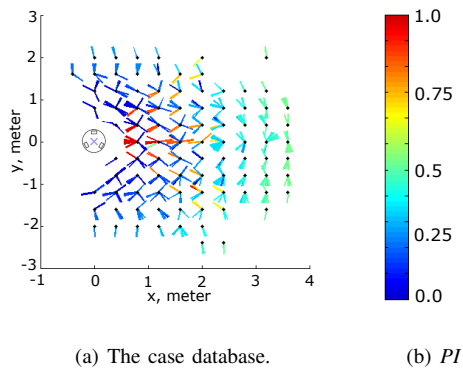 3
2
1
0
-1
-2
-3
y, meter
-1 0 1 2 3 4
x, meter
1.0
0.75
0.5
0.25
0.0
(a) The case database.
(b) PI